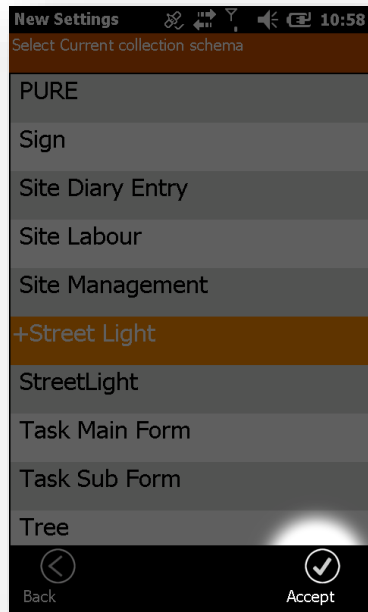 New Settings 10:58
Select Current collection schema
PURE
Sign
Site Diary Entry
Site Labour
Site Management
+Street Light
StreetLight
Task Main Form
Task Sub Form
Tree
Back Accept